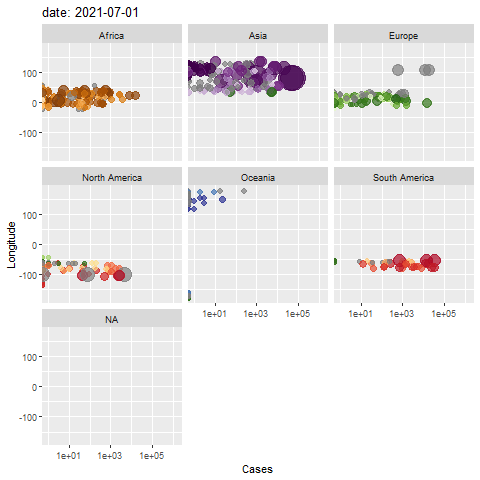 date: 2021-07-01
Africa Asia Europe
100
0
-100
North America Oceania South America
100
0
-100
Longitude
1e+01 1e+03 1e+05 1e+01 1e+03 1e+05
NA
100
0
-100
1e+01 1e+03 1e+05
Cases